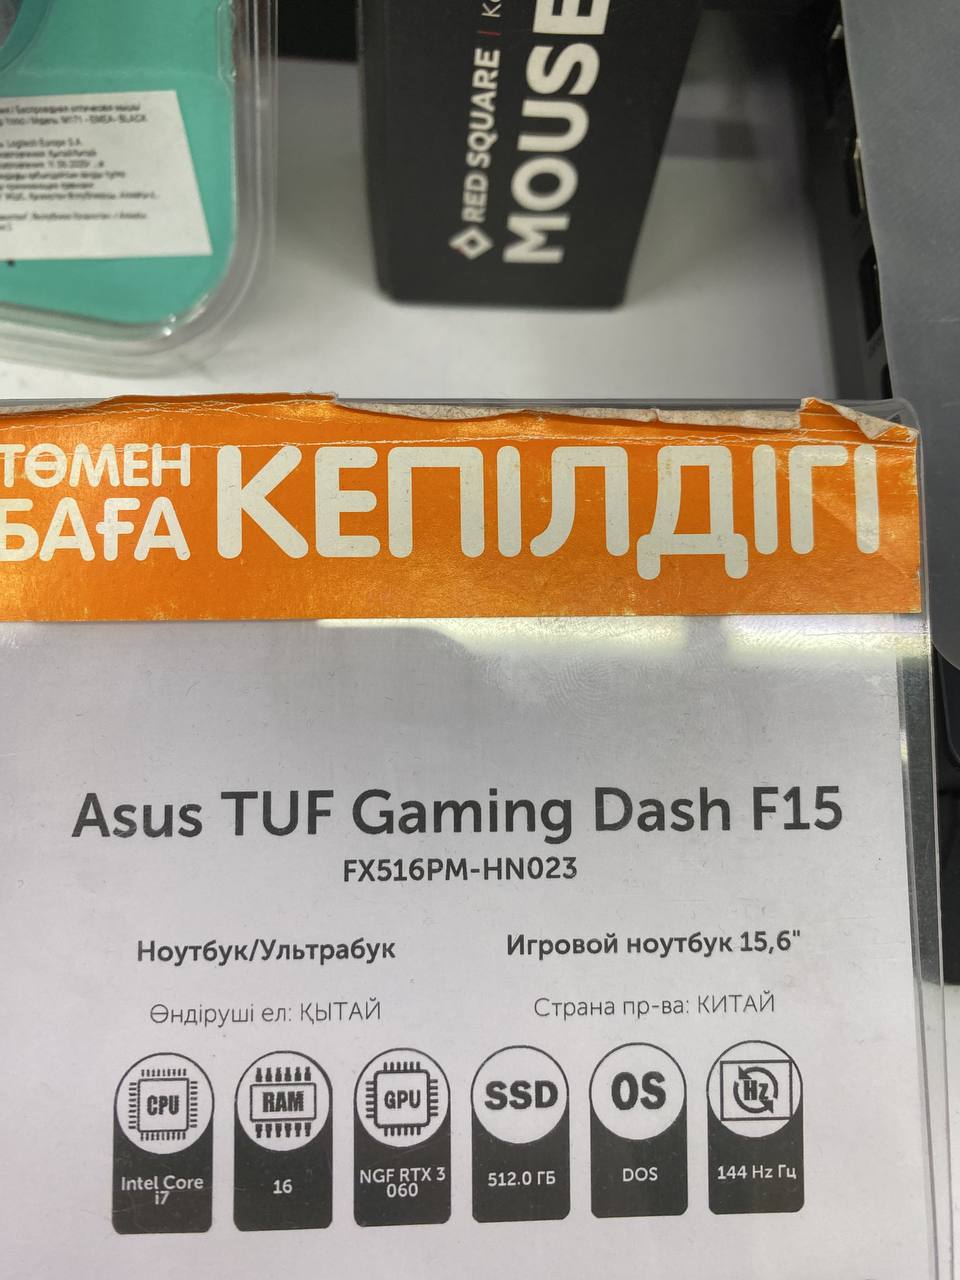 RED SQUARE
MOUSE
ТӨМЕН
БАҒА
КЕПІЛДІГІ
Asus TUF Gaming Dash F15
FX516PM-HN023
Ноутбук/Ультрабук
Игровой ноутбук 15,6"
Өндіруші ел: ҚЫТАЙ
Страна пр-ва: КИТАЙ
CPU
RAM
GPU
SSD
OS
Hz
Intel Core
i7
16
NGF RTX 3
060
512.0 ГБ
DOS
144 Hz Гц